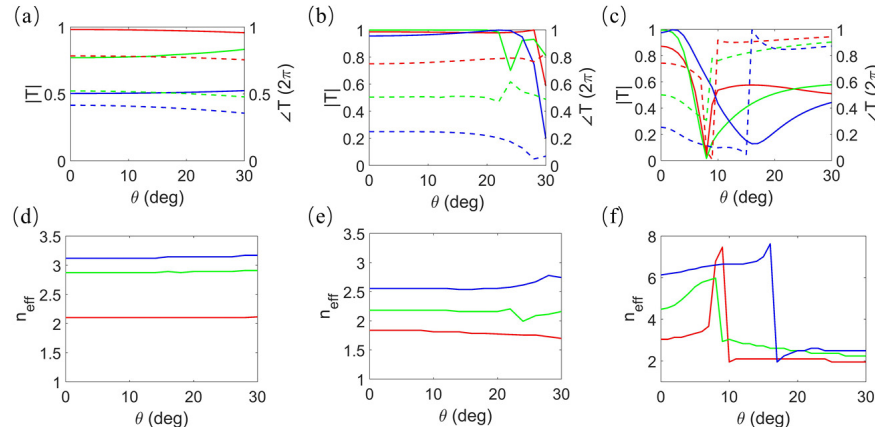 (a) (b) (c)
1 1 1 1 1 1
0.8 0.8 0.8 0.8
0.6 0.6 0.6 0.6
|T| 0.5 0.5 ∠T (2π) |T| 0.4 0.4 ∠T (2π) |T| 0.4 0.4 ∠T (2π)
0.2 0.2 0.2 0.2
0 0 0 0 0 0
0 10 20 30 0 10 20 30 0 10 20 30
θ (deg) θ (deg) θ (deg)
(d) (e) (f)
3.5 3.5 8
3 3
n_eff 2.5 n_eff 2.5 n_eff 6
2 2 4
1.5 1.5
1 1 2
0 10 20 30 0 10 20 30 0 10 20 30
θ (deg) θ (deg) θ (deg)